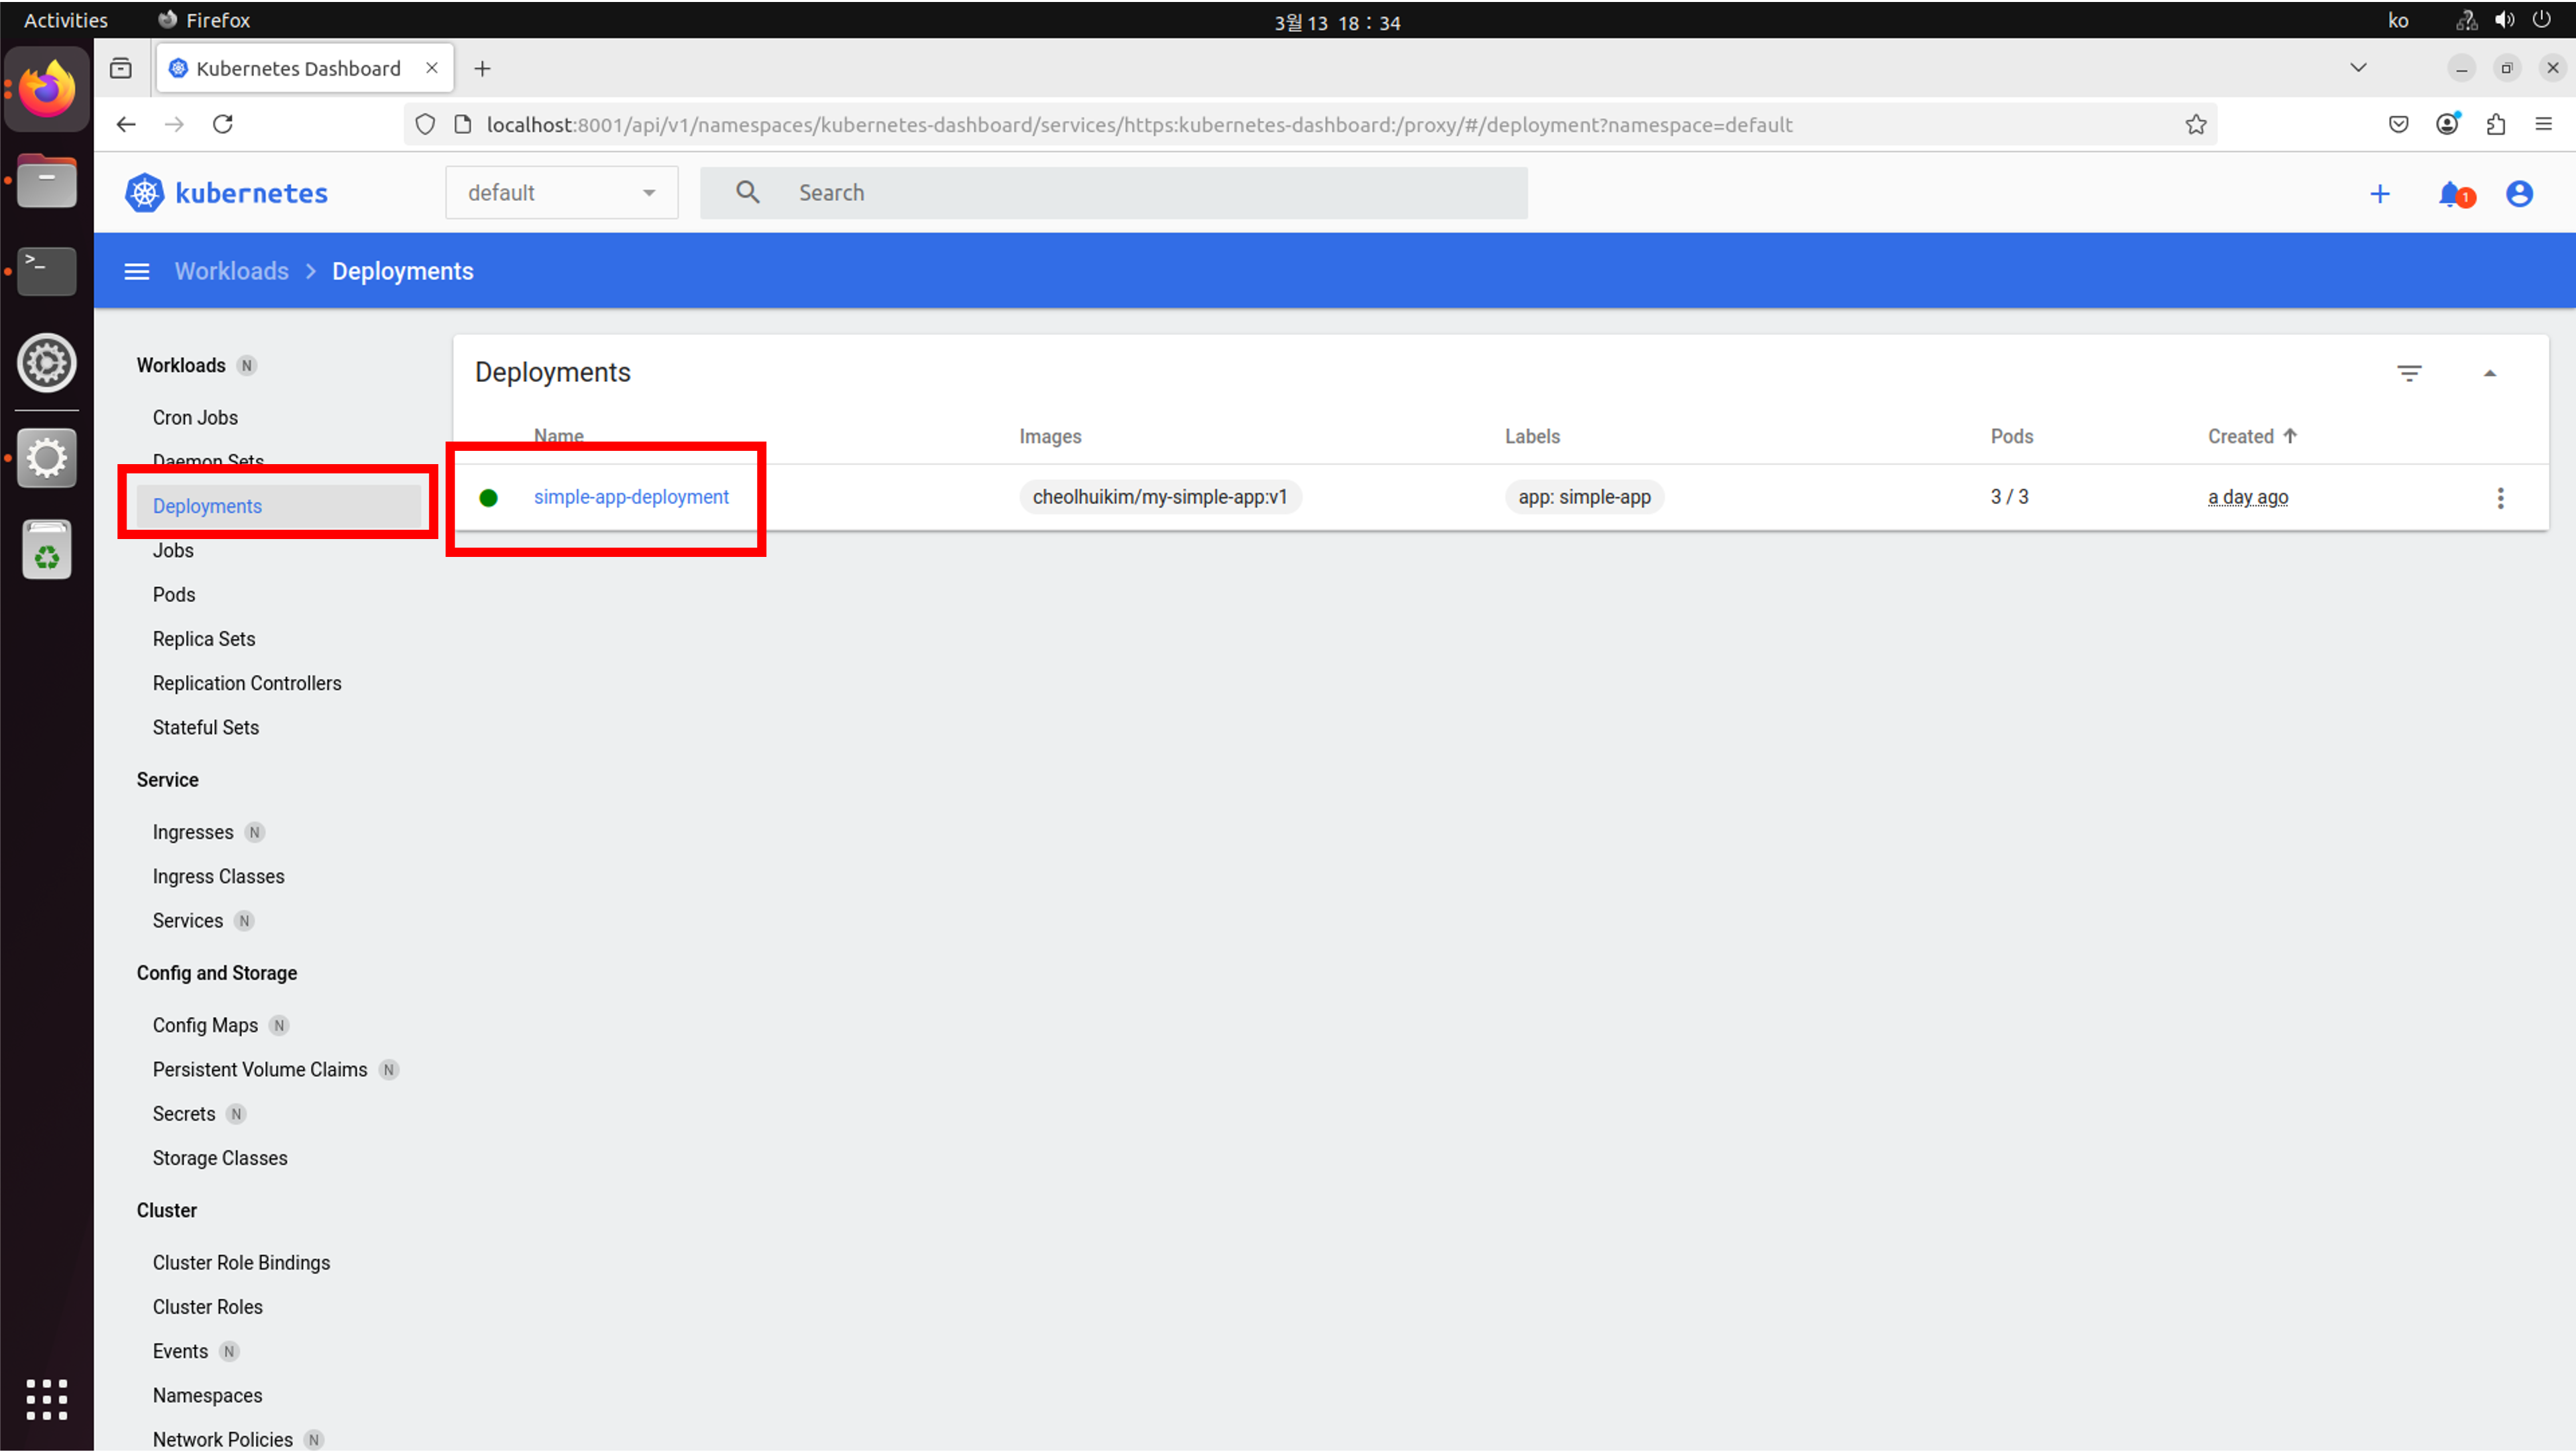 Activities Firefox 3월 13 18 : 34 ko
Kubernetes Dashboard
localhost:8001/api/v1/namespaces/kubernetes-dashboard/services/https:kubernetes-dashboard:/proxy/#/deployment?namespace=default
kubernetes default Search 1
Workloads > Deployments
Workloads N
Cron Jobs
Daemon Sets
Deployments
Jobs
Pods
Replica Sets
Replication Controllers
Stateful Sets
Service
Ingresses N
Ingress Classes
Services N
Config and Storage
Config Maps N
Persistent Volume Claims N
Secrets N
Storage Classes
Cluster
Cluster Role Bindings
Cluster Roles
Events N
Namespaces
Network Policies N
Deployments
Name Images Labels Pods Created
simple-app-deployment cheolhuikim/my-simple-app:v1 app: simple-app 3 / 3 a day ago